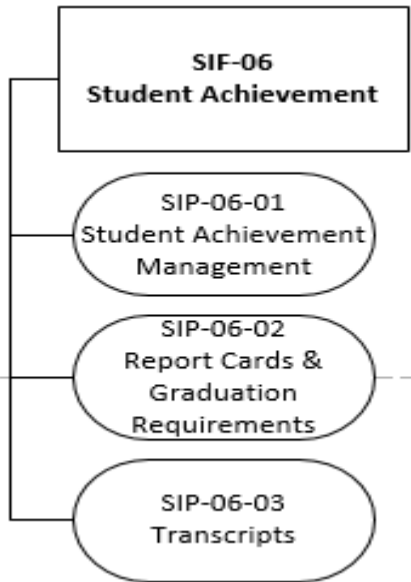 SIF-06
Student Achievement
SIP-06-01
Student Achievement
Management
SIP-06-02
Report Cards &
Graduation
Requirements
SIP-06-03
Transcripts